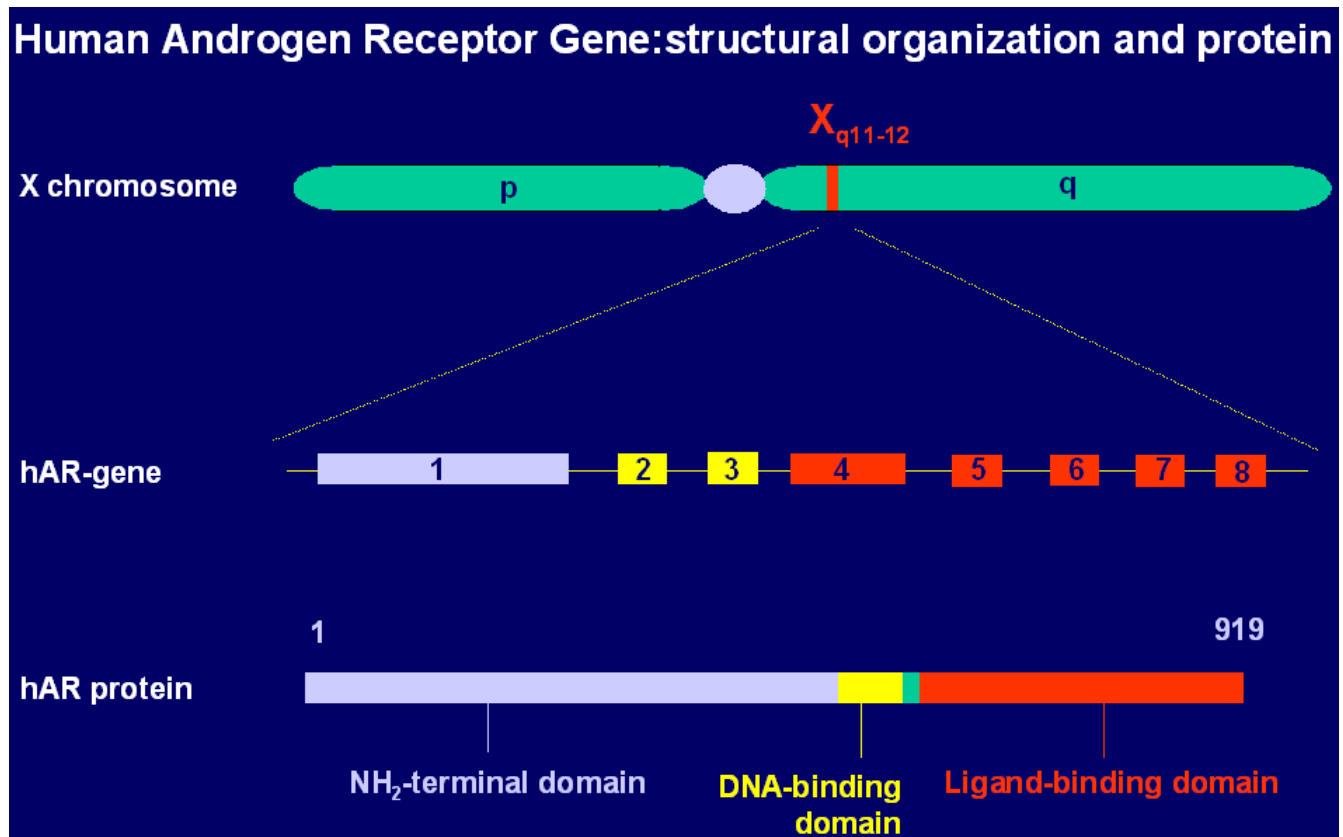 Human Androgen Receptor Gene:structural organization and protein
X q11-12
X chromosome
p
q
hAR-gene
1 2 3 4 5 6 7 8
1 919
hAR protein
NH2-terminal domain
DNA-binding
domain
Ligand-binding domain